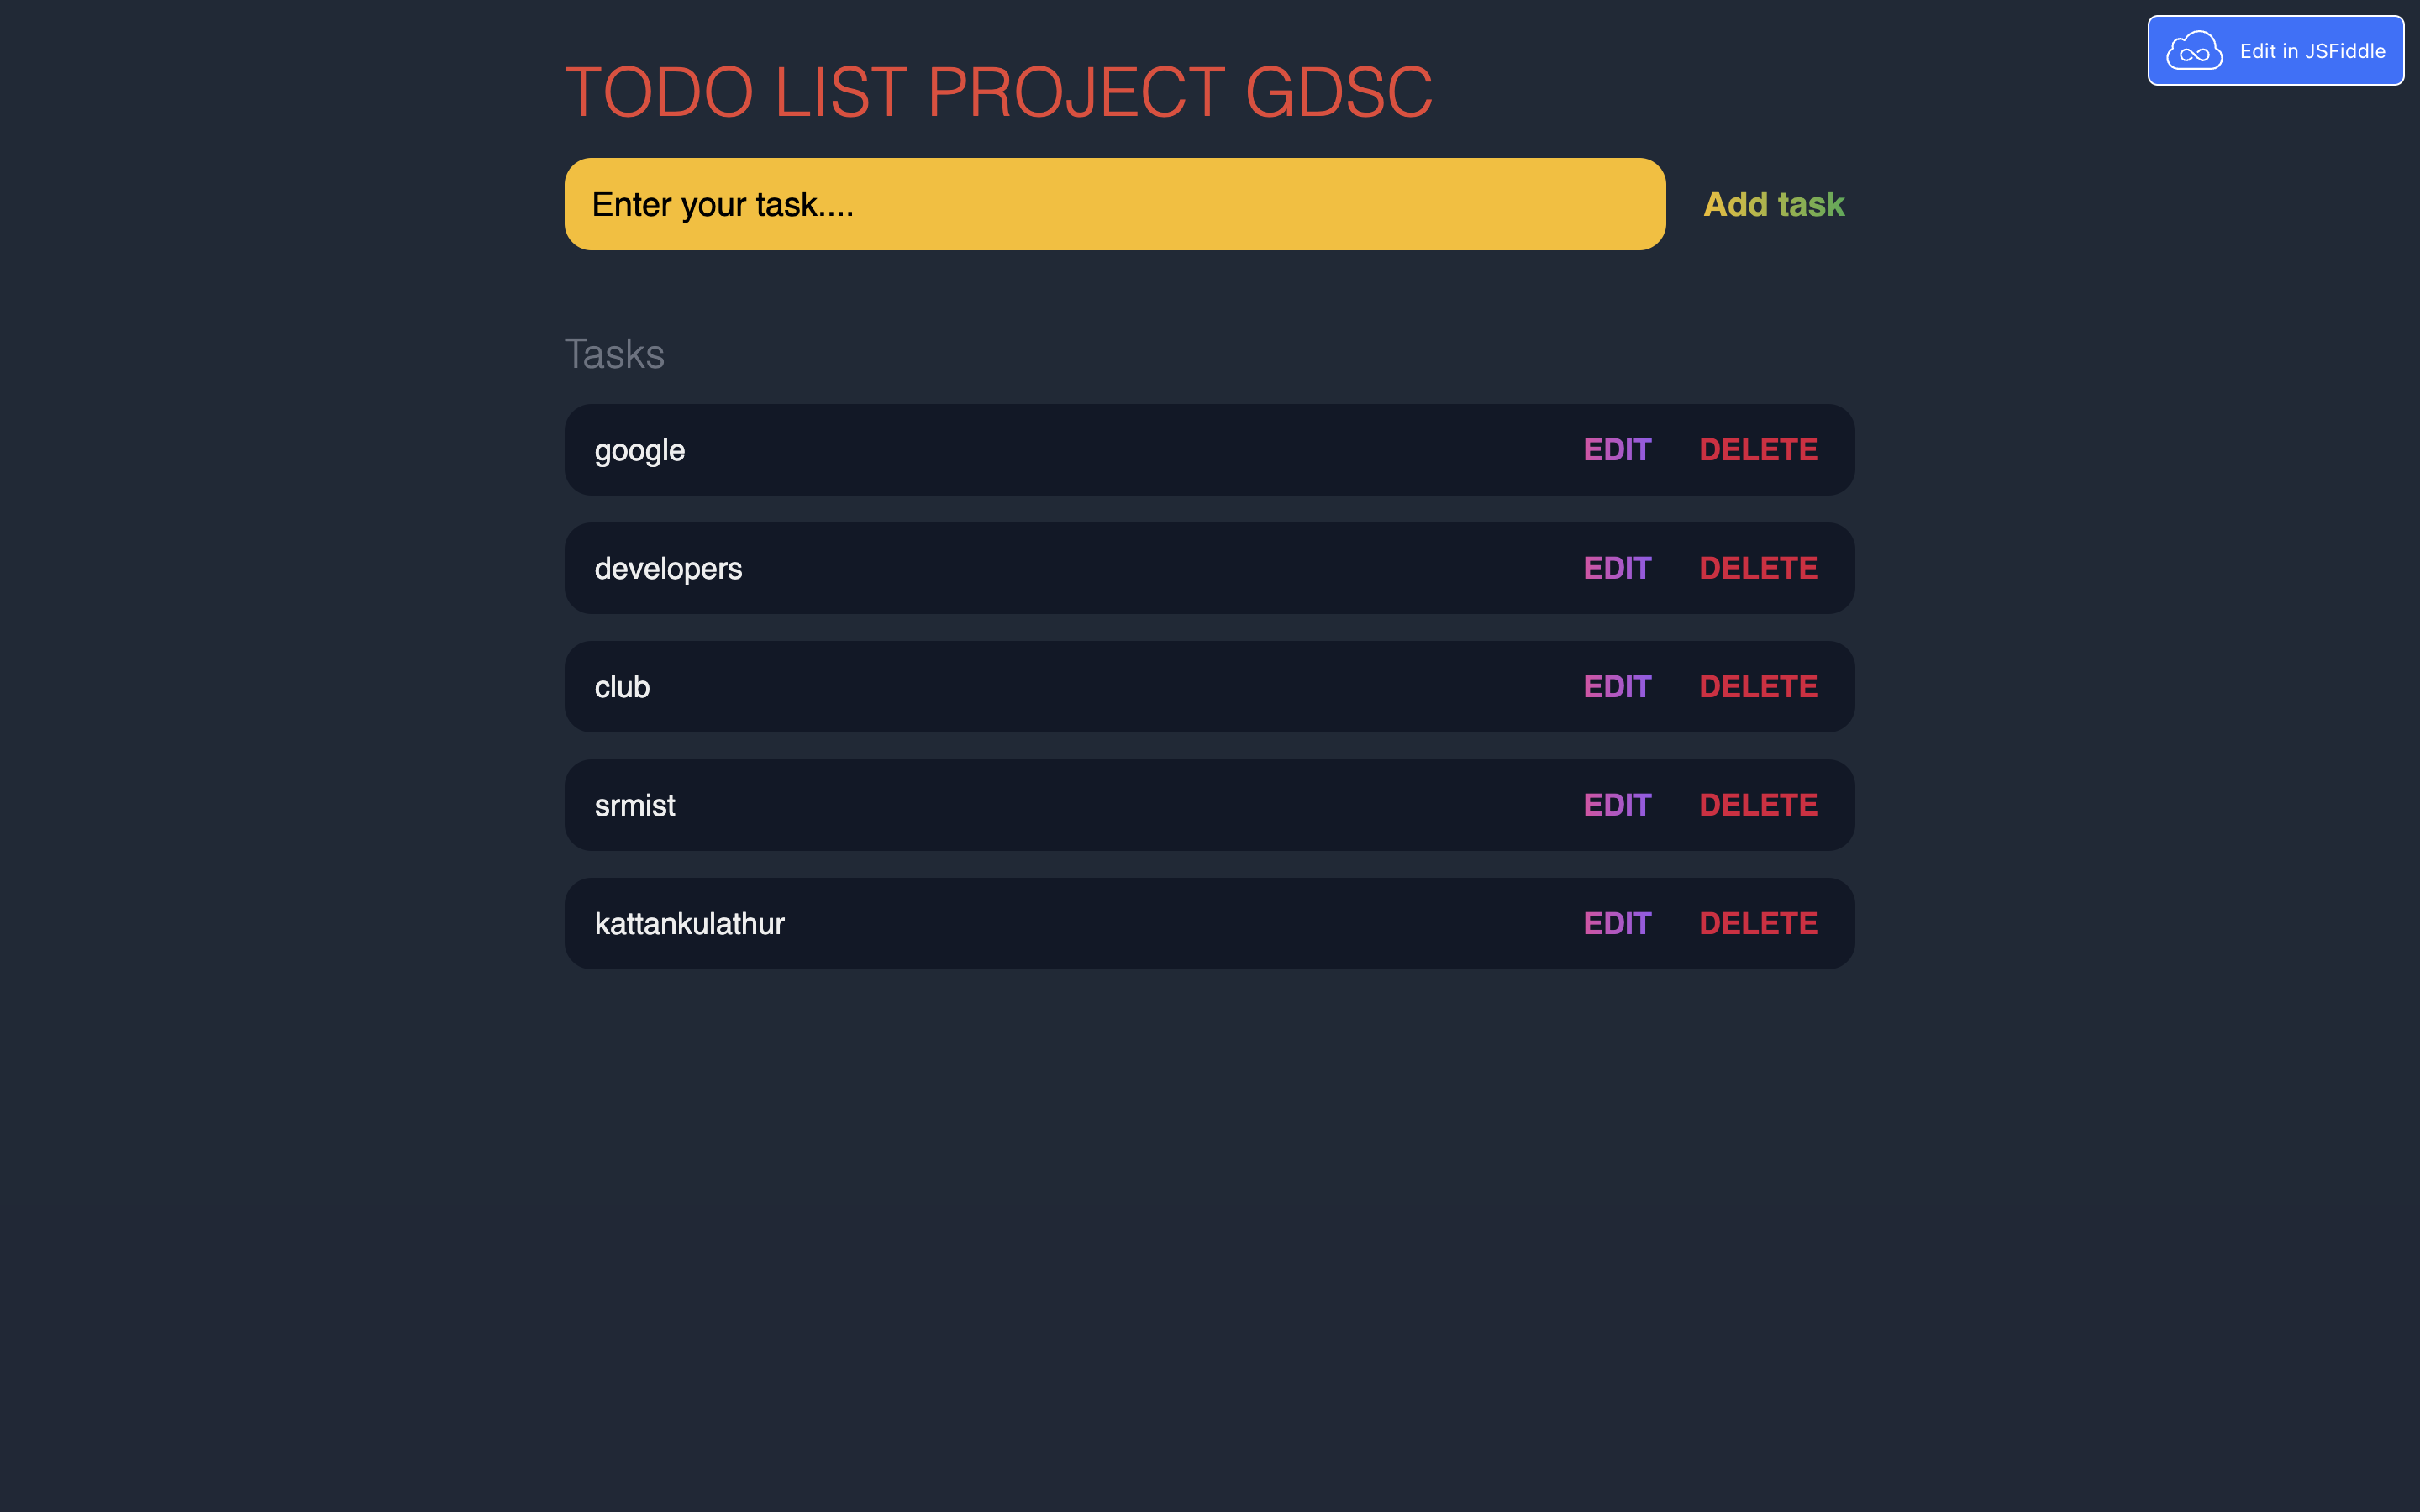 Edit in JSFiddle
TODO LIST PROJECT GDSC
Enter your task....
Add task
Tasks
google EDIT DELETE
developers EDIT DELETE
club EDIT DELETE
srmist EDIT DELETE
kattankulathur EDIT DELETE